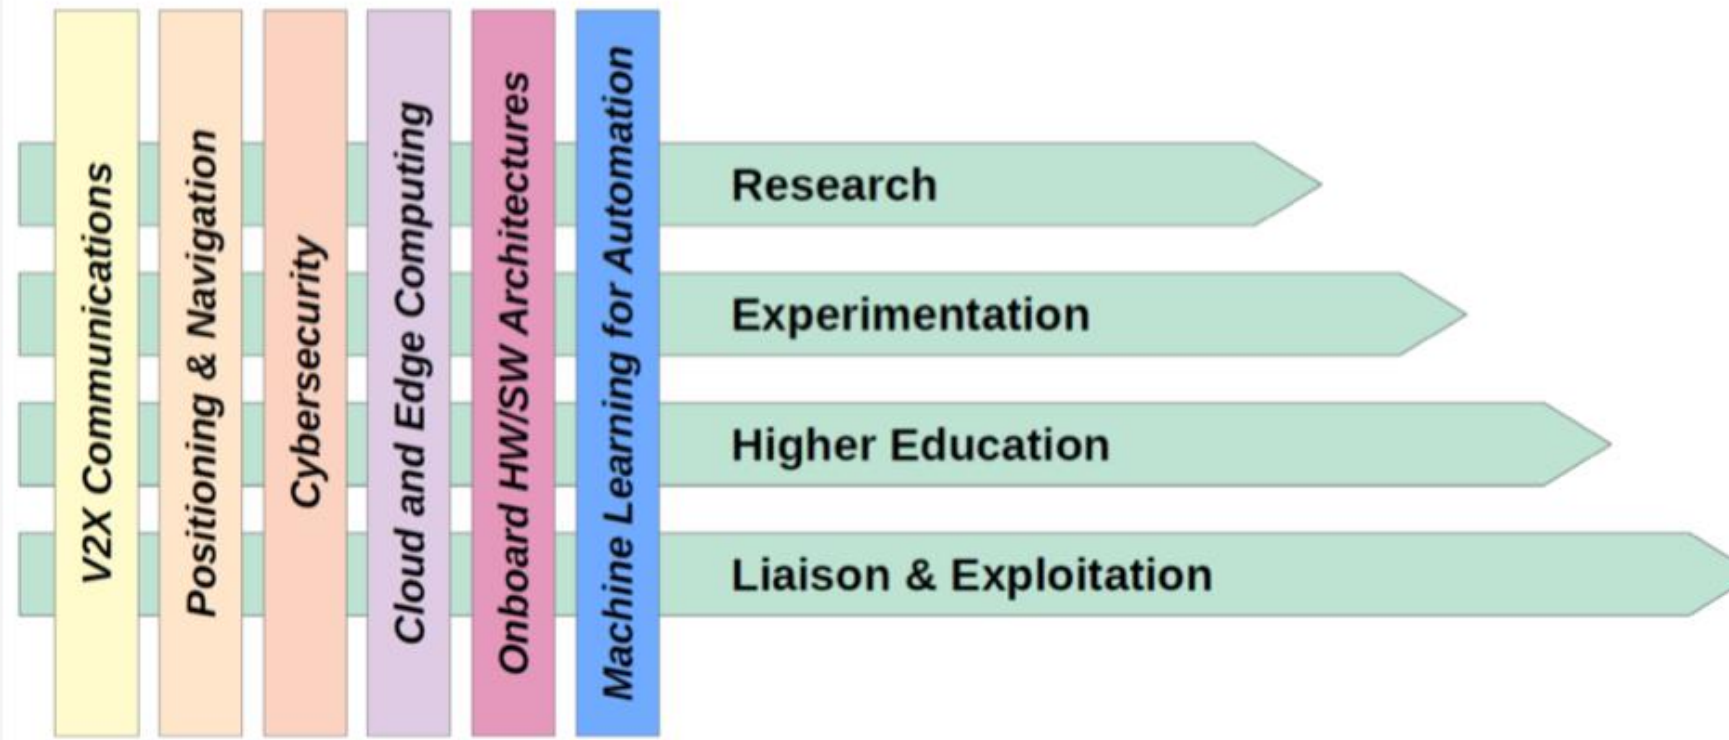 V2X Communications
Positioning & Navigation
Cybersecurity
Cloud and Edge Computing
Onboard HW/SW Architectures
Machine Learning for Automation
Research
Experimentation
Higher Education
Liaison & Exploitation